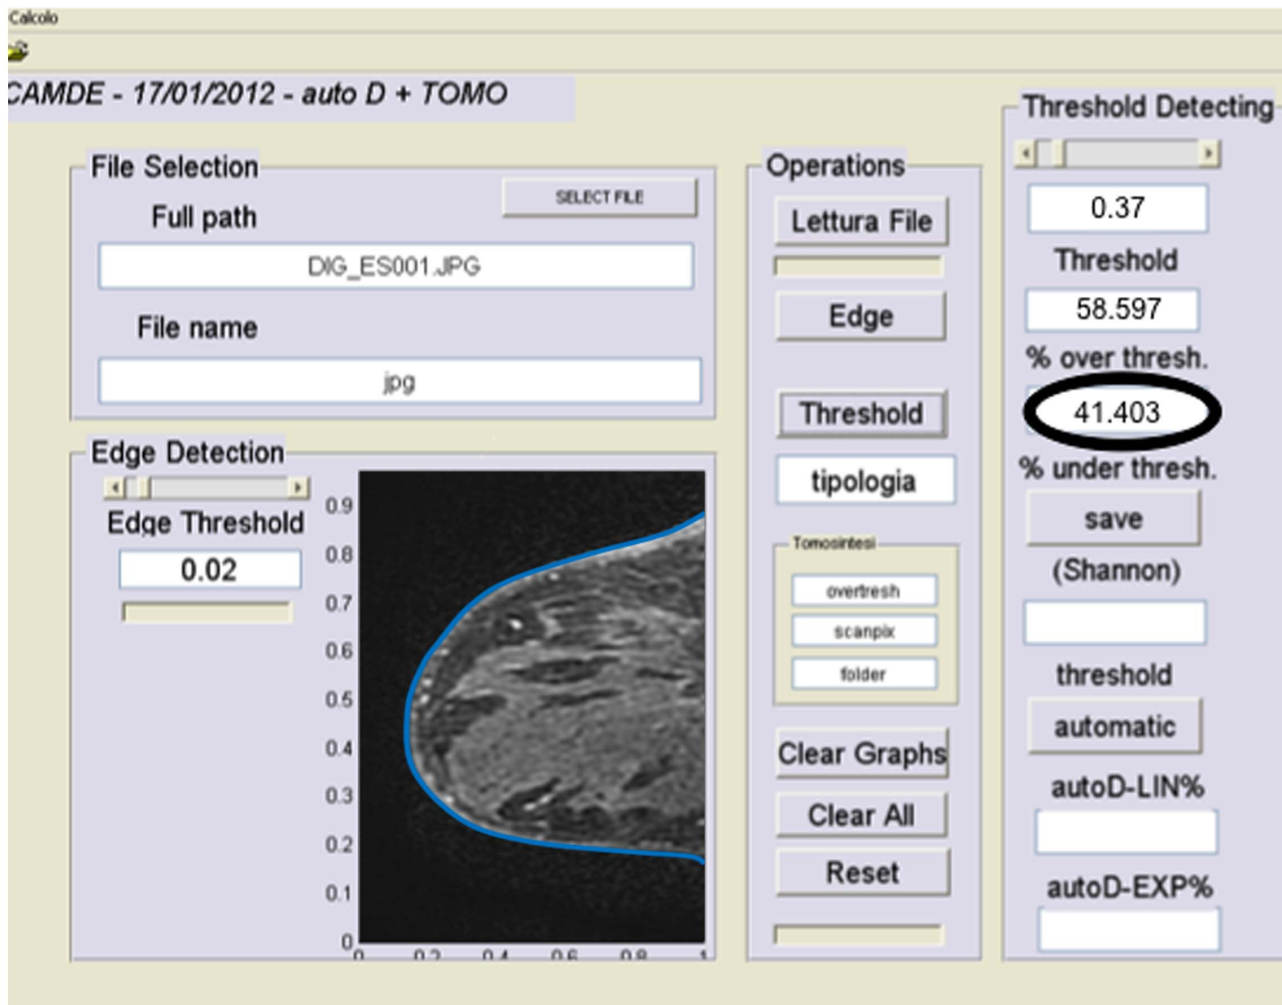 Calcolo
CAMDE - 17/01/2012 - auto D + TOMO
File Selection
SELECT FILE
Full path
DIG_ES001.JPG
File name
jpg
Edge Detection
Edge Threshold
0.02
0.9
0.8
0.7
0.6
0.5
0.4
0.3
0.2
0.1
0
0 0.2 0.4 0.6 0.8 1
Operations
Lettura File
Edge
Threshold
tipologia
Tomosintesi
overtresh
scanpix
folder
Clear Graphs
Clear All
Reset
Threshold Detecting
0.37
Threshold
58.597
% over thresh.
41.403
% under thresh.
save
(Shannon)
threshold
automatic
autoD-LIN%
autoD-EXP%